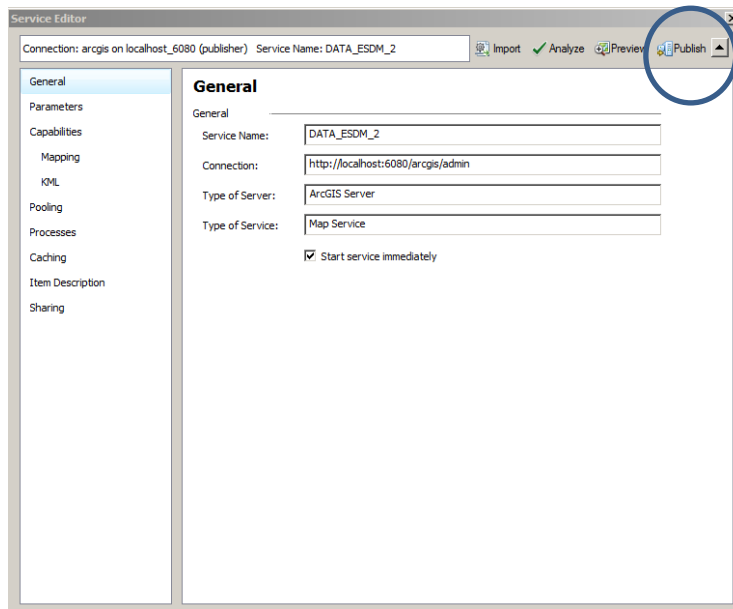 Service Editor
Connection: arcgis on localhost_6080 (publisher) Service Name: DATA_ESDM_2
Import Analyze Preview Publish
General
Parameters
Capabilities
Mapping
KML
Pooling
Processes
Caching
Item Description
Sharing
General
General
Service Name: DATA_ESDM_2
Connection: http://localhost:6080/arcgis/admin
Type of Server: ArcGIS Server
Type of Service: Map Service
Start service immediately